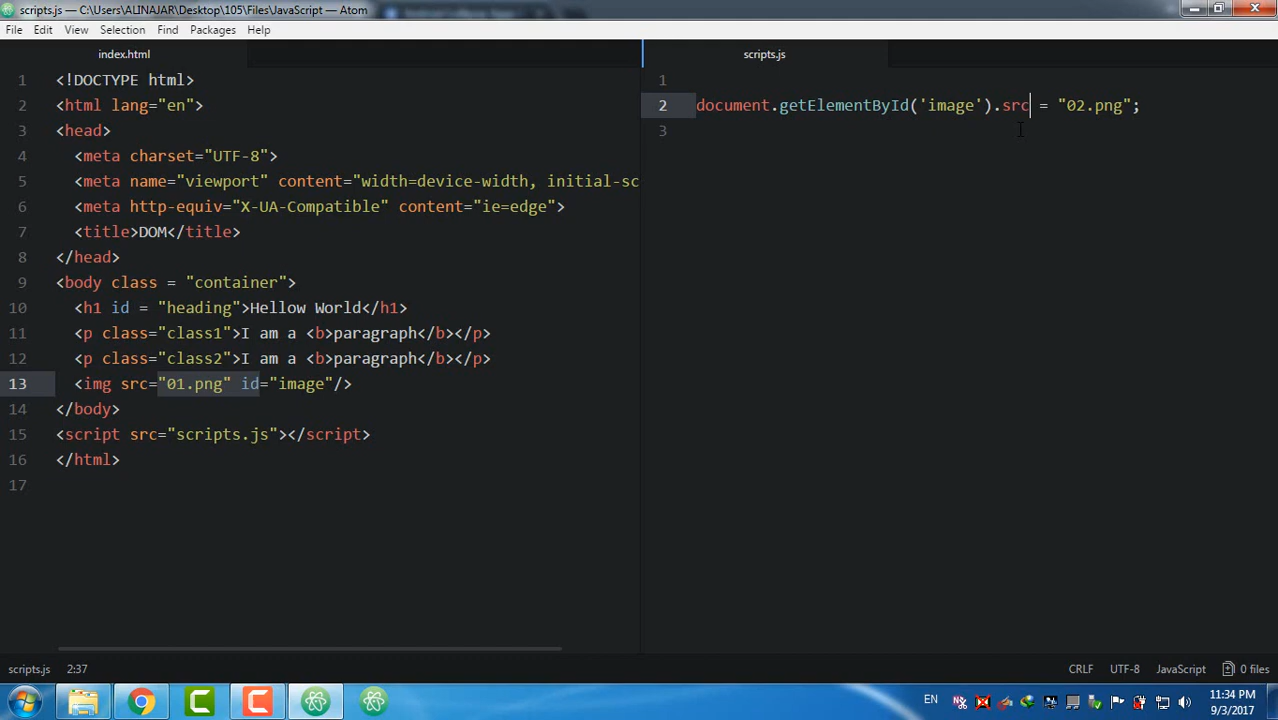 scripts.js — C:\Users\ALINAJAR\Desktop\105\Files\JavaScript — Atom
File Edit View Selection Find Packages Help
index.html
1 <!DOCTYPE html>
2 <html lang="en">
3 <head>
4 <meta charset="UTF-8">
5 <meta name="viewport" content="width=device-width, initial-sc
6 <meta http-equiv="X-UA-Compatible" content="ie=edge">
7 <title>DOM</title>
8 </head>
9 <body class = "container">
10 <h1 id = "heading">Hellow World</h1>
11 <p class="class1">I am a <b>paragraph</b></p>
12 <p class="class2">I am a <b>paragraph</b></p>
13 <img src="01.png" id="image"/>
14 </body>
15 <script src="scripts.js"></script>
16 </html>
17
scripts.js
1
2 document.getElementById('image').src = "02.png";
3
scripts.js 2:37 CRLF UTF-8 JavaScript 0 files
EN
11:34 PM
9/3/2017